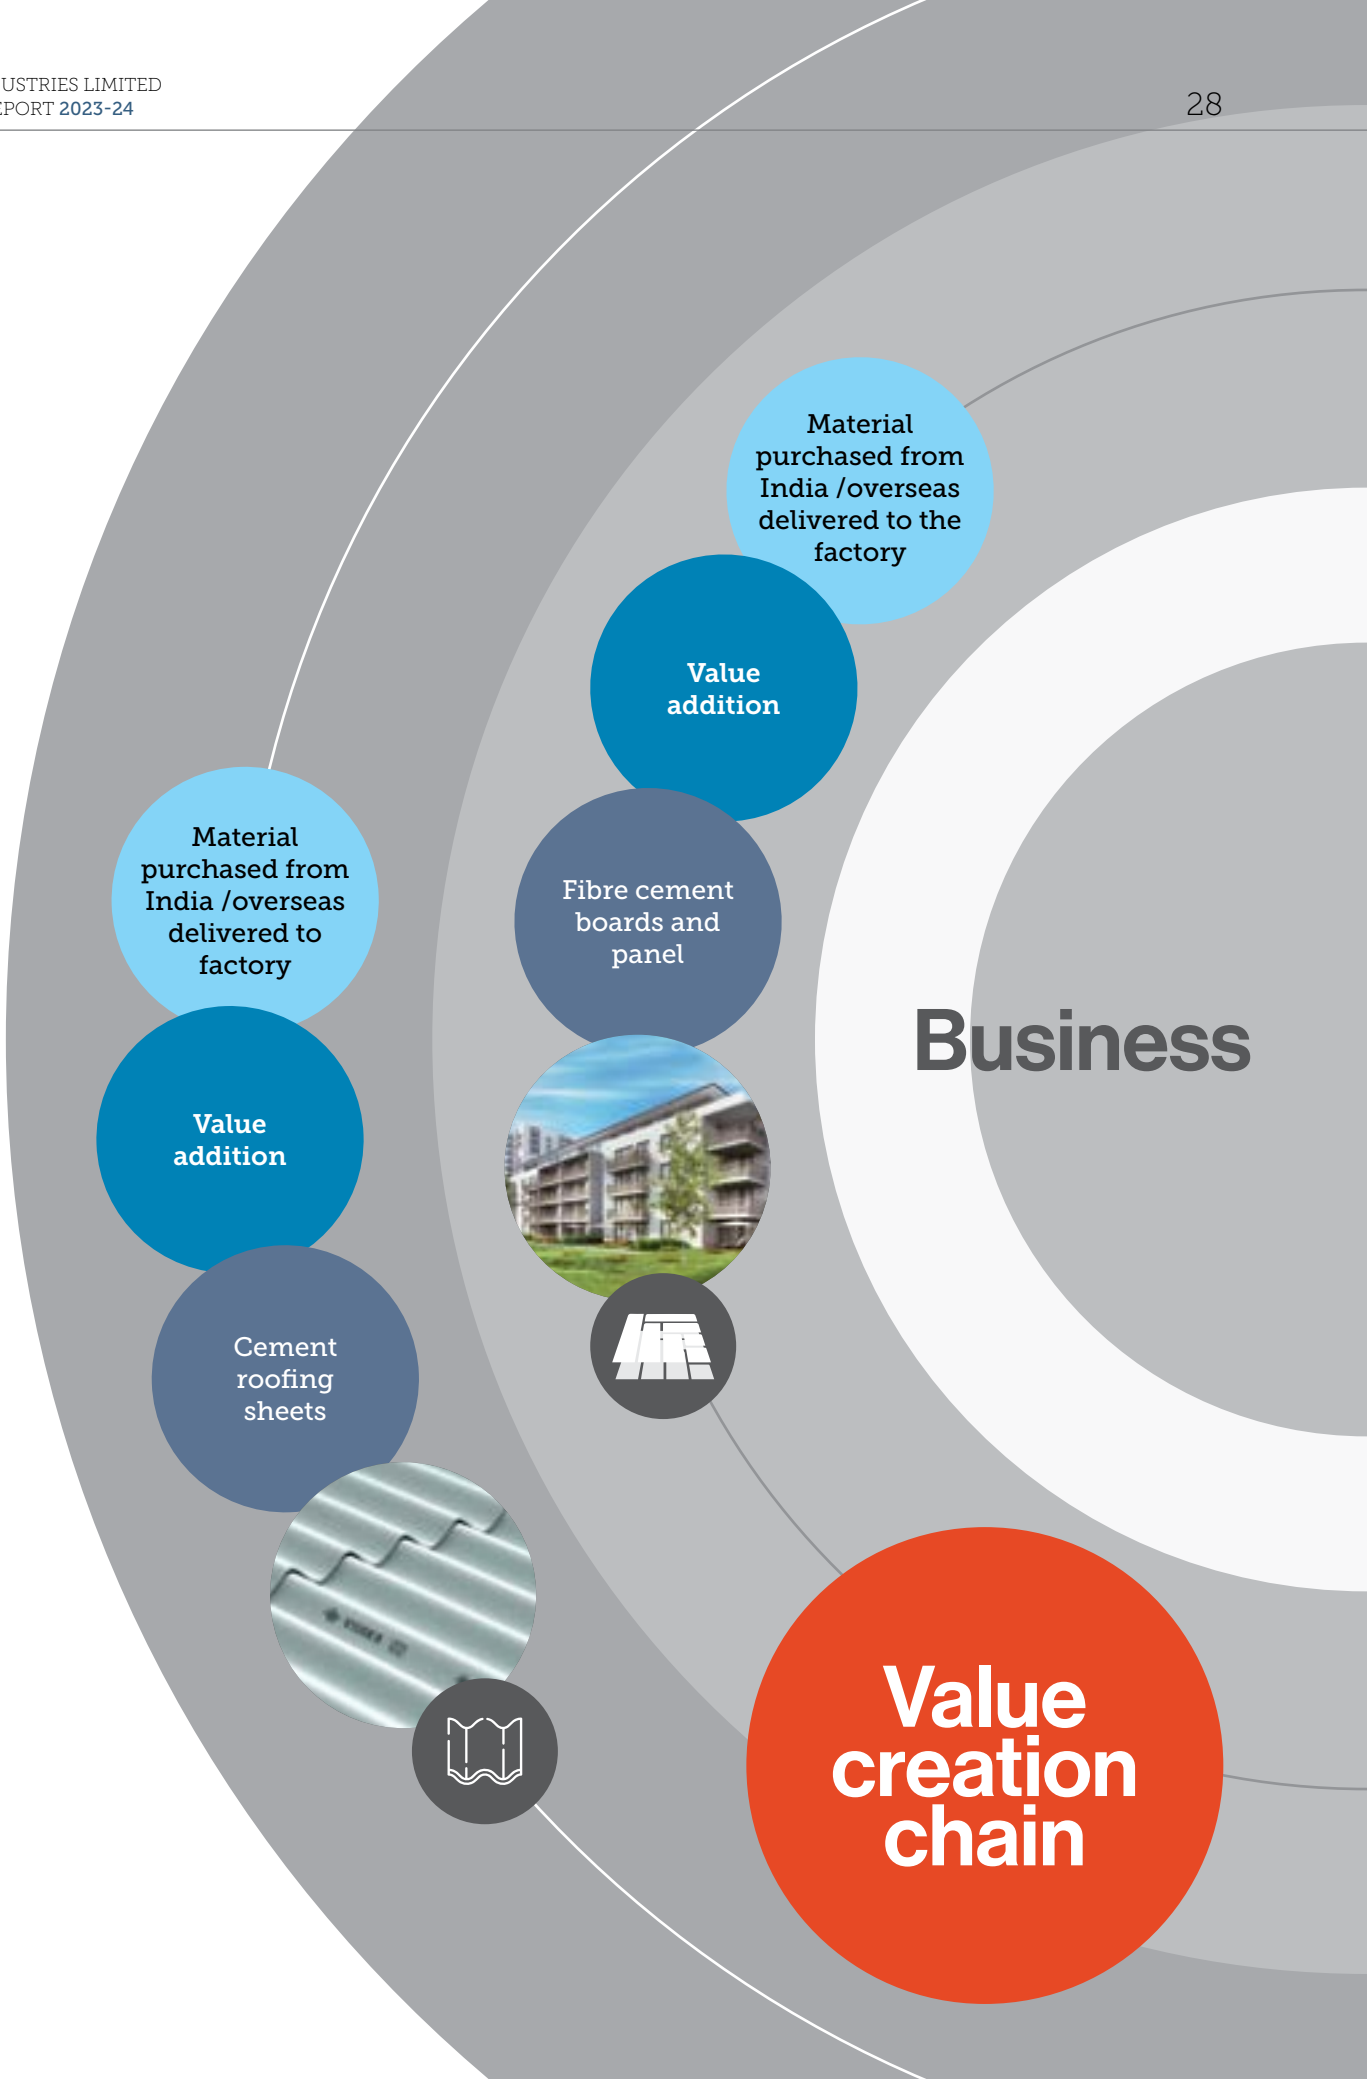 USTRIES LIMITED
EPORT 2023-24
28
Material
purchased from
India /overseas
delivered to the
factory
Value
addition
Fibre cement
boards and
panel
Material
purchased from
India /overseas
delivered to
factory
Value
addition
Cement
roofing
sheets
Business
Value
creation
chain